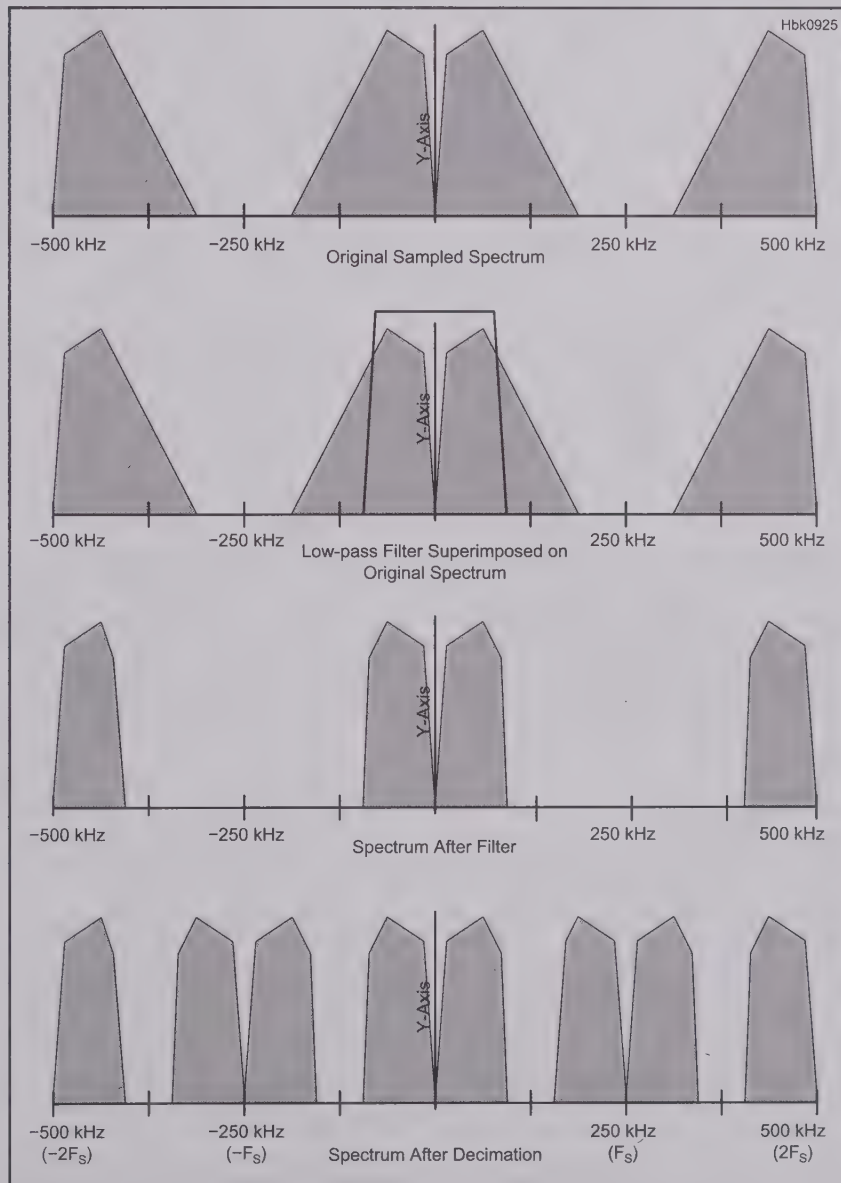 Hbk0925
Y-Axis
−500 kHz −250 kHz 250 kHz 500 kHz
Original Sampled Spectrum
Y-Axis
−500 kHz −250 kHz 250 kHz 500 kHz
Low-pass Filter Superimposed on
Original Spectrum
Y-Axis
−500 kHz −250 kHz 250 kHz 500 kHz
Spectrum After Filter
Y-Axis
−500 kHz −250 kHz 250 kHz 500 kHz
(−2FS) (−FS) Spectrum After Decimation (FS) (2FS)